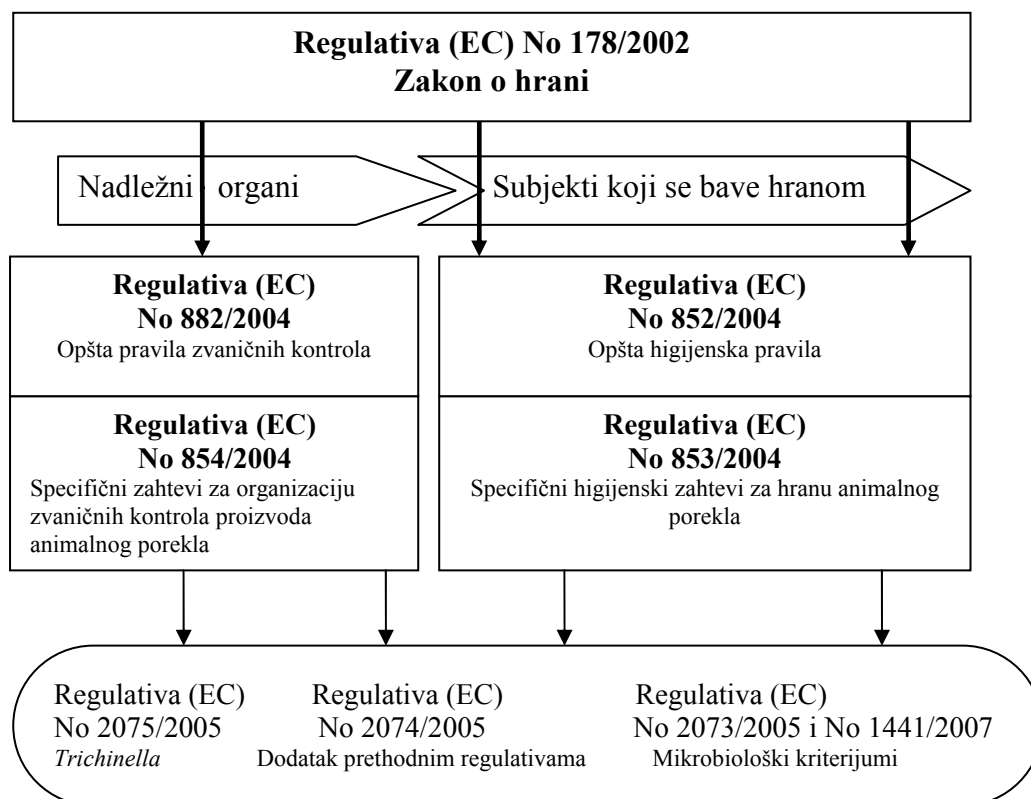 Regulativa (EC) No 178/2002
Zakon o hrani
Nadležni organi
Subjekti koji se bave hranom
Regulativa (EC)
No 882/2004
Opšta pravila zvaničnih kontrola
Regulativa (EC)
No 852/2004
Opšta higijenska pravila
Regulativa (EC)
No 854/2004
Specifični zahtevi za organizaciju
zvaničnih kontrola proizvoda
animalnog porekla
Regulativa (EC)
No 853/2004
Specifični higijenski zahtevi za hranu animalnog
porekla
Regulativa (EC)
No 2075/2005
Trichinella
Regulativa (EC)
No 2074/2005
Dodatak prethodnim regulativama
Regulativa (EC)
No 2073/2005 i No 1441/2007
Mikrobiološki kriterijumi